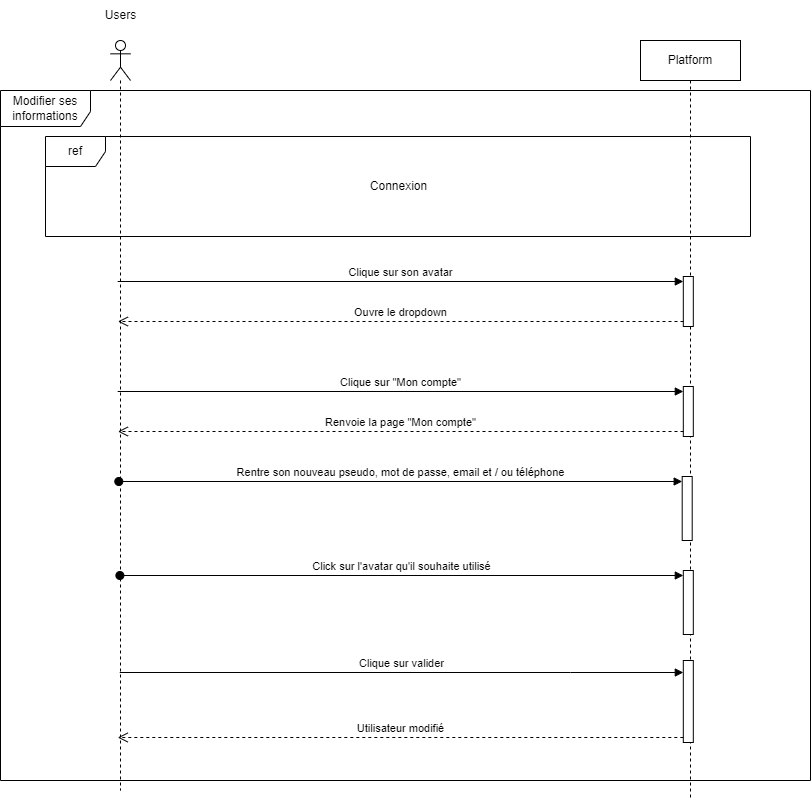 Users
Platform
Modifier ses
informations
ref
Connexion
Clique sur son avatar
Ouvre le dropdown
Clique sur "Mon compte"
Renvoie la page "Mon compte"
Rentre son nouveau pseudo, mot de passe, email et / ou téléphone
Click sur l'avatar qu'il souhaite utilisé
Clique sur valider
Utilisateur modifié